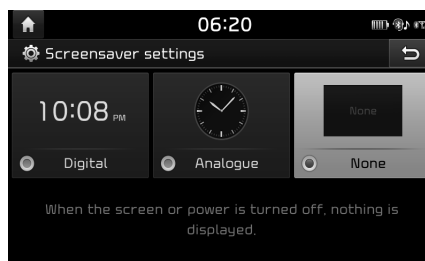 06:20
Screensaver settings
10:08 PM
None
Digital
Analogue
None
When the screen or power is turned off, nothing is
displayed.